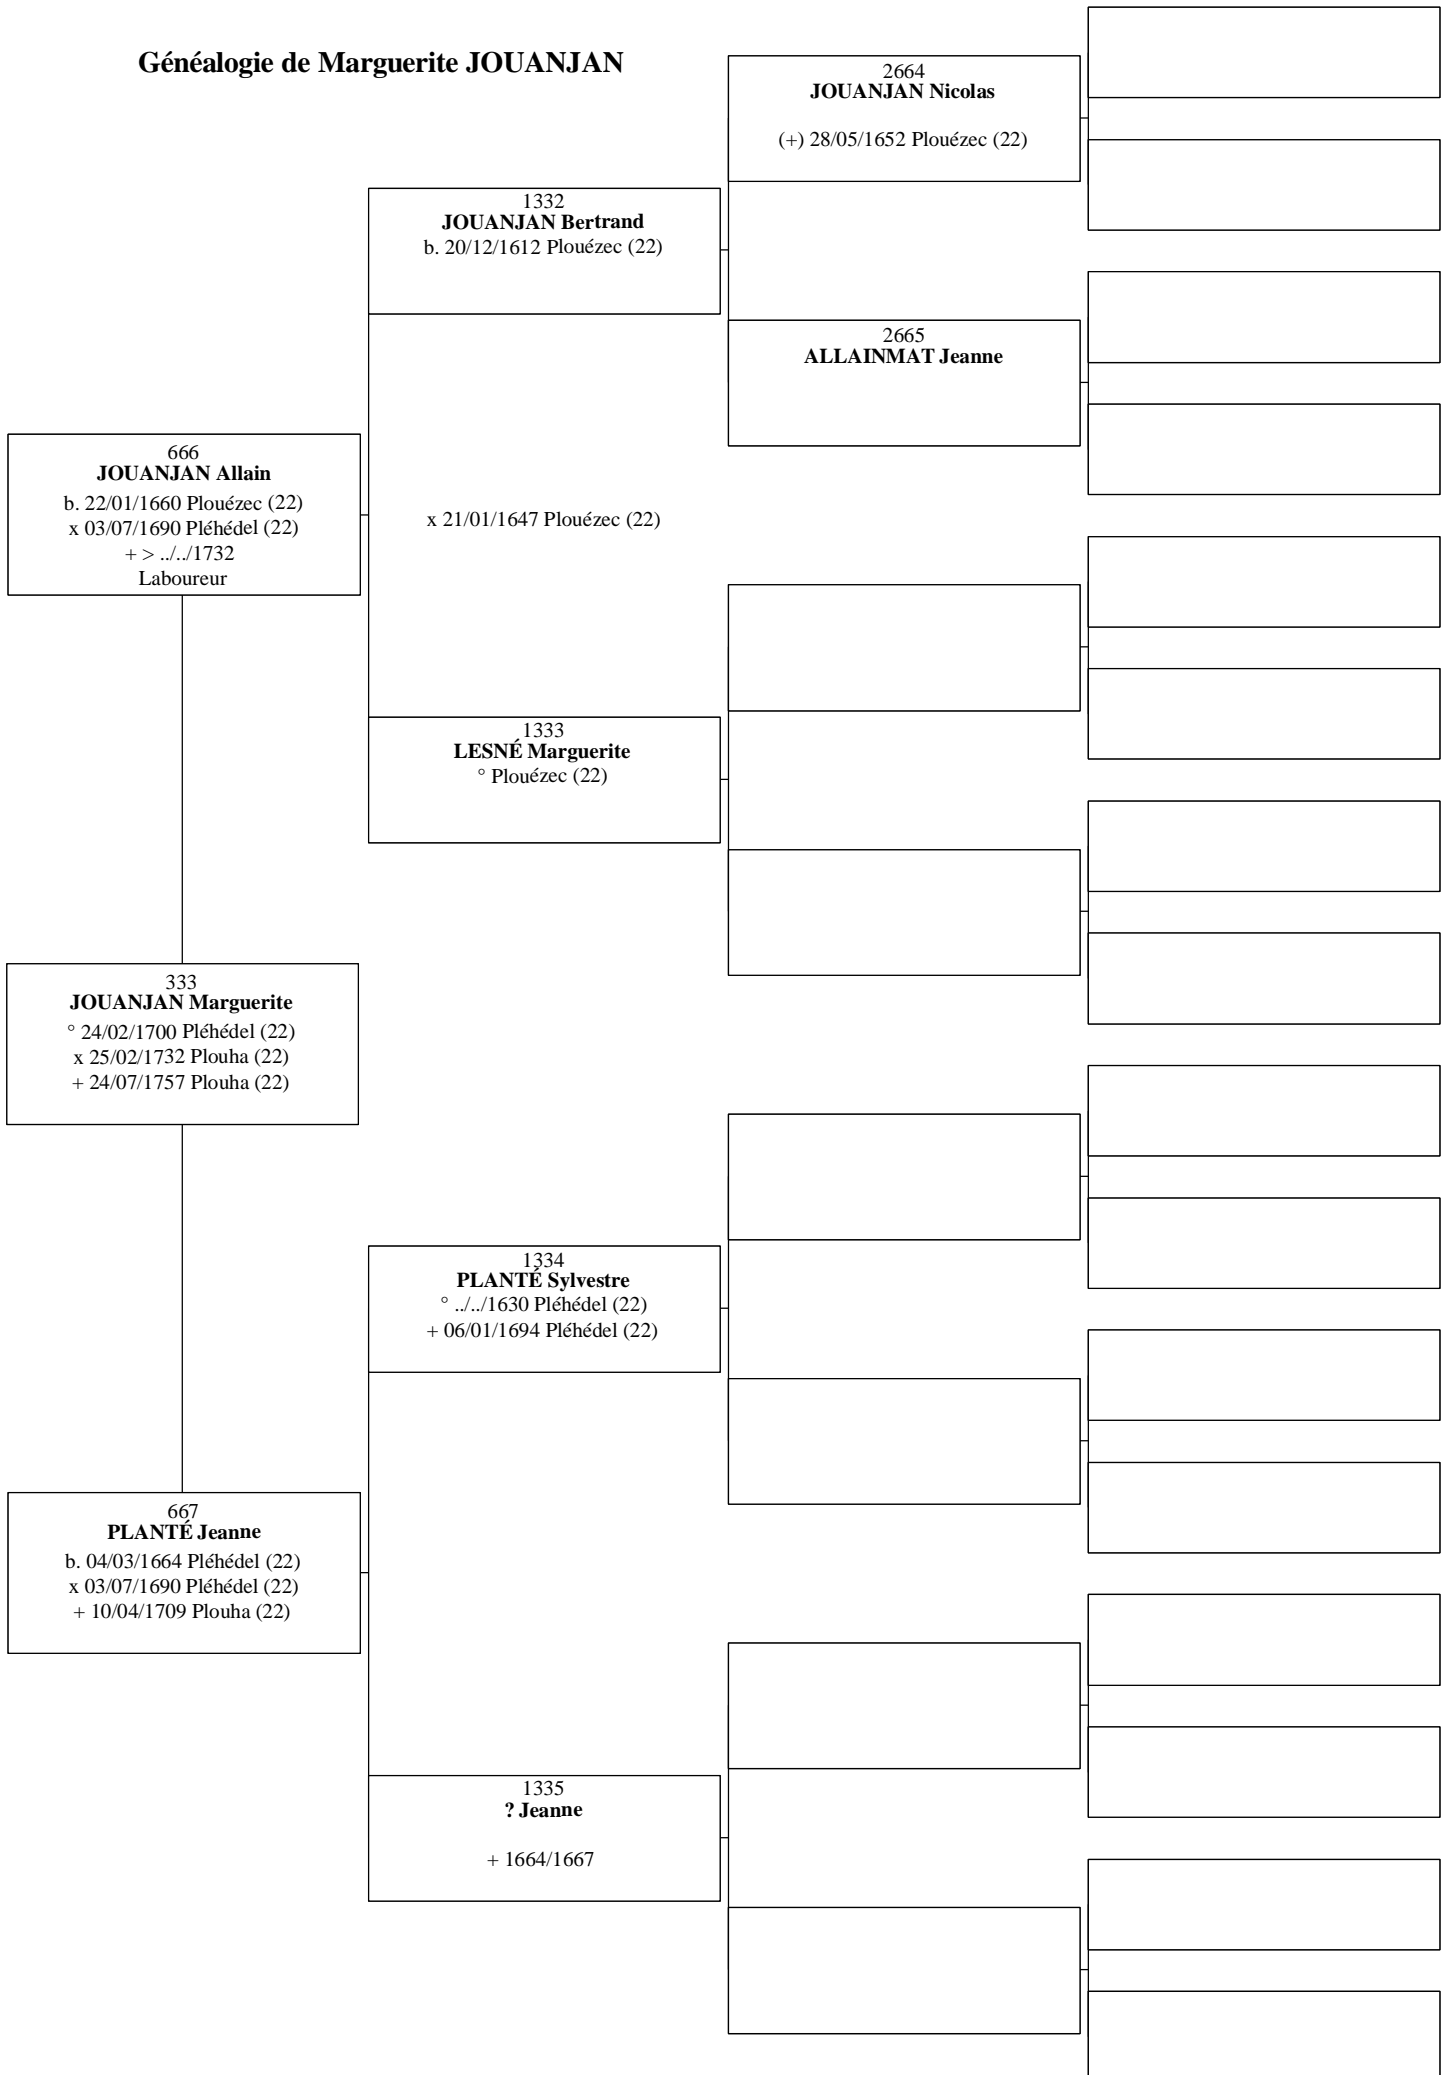 Généalogie de Marguerite JOUANJAN
2664
JOUANJAN Nicolas
(+) 28/05/1652 Plouézec (22)
1332
JOUANJAN Bertrand
b. 20/12/1612 Plouézec (22)
2665
ALLAINMAT Jeanne
666
JOUANJAN Allain
b. 22/01/1660 Plouézec (22)
x 03/07/1690 Pléhédel (22)
+ > ../../1732
Laboureur
x 21/01/1647 Plouézec (22)
1333
LESNÉ Marguerite
° Plouézec (22)
333
JOUANJAN Marguerite
° 24/02/1700 Pléhédel (22)
x 25/02/1732 Plouha (22)
+ 24/07/1757 Plouha (22)
1334
PLANTÉ Sylvestre
° ../../1630 Pléhédel (22)
+ 06/01/1694 Pléhédel (22)
667
PLANTÉ Jeanne
b. 04/03/1664 Pléhédel (22)
x 03/07/1690 Pléhédel (22)
+ 10/04/1709 Plouha (22)
1335
? Jeanne
+ 1664/1667